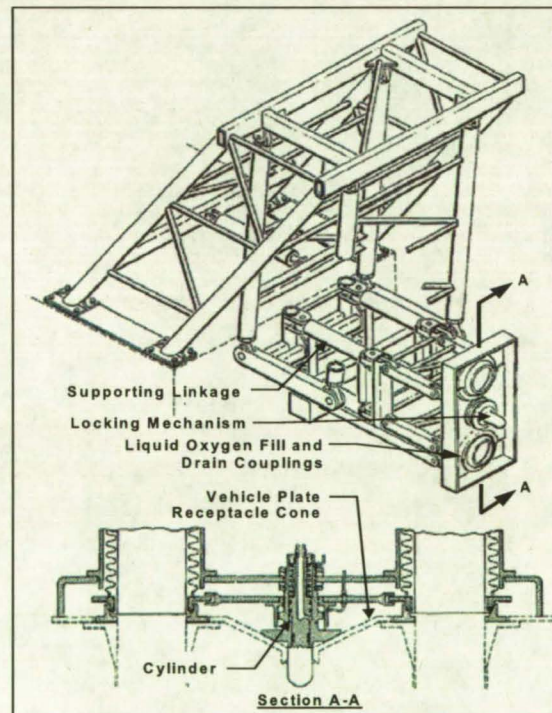 A
Supporting Linkage
Locking Mechanism
Liquid Oxygen Fill and
Drain Couplings
A
Vehicle Plate
Receptacle Cone
Cylinder
Section A-A